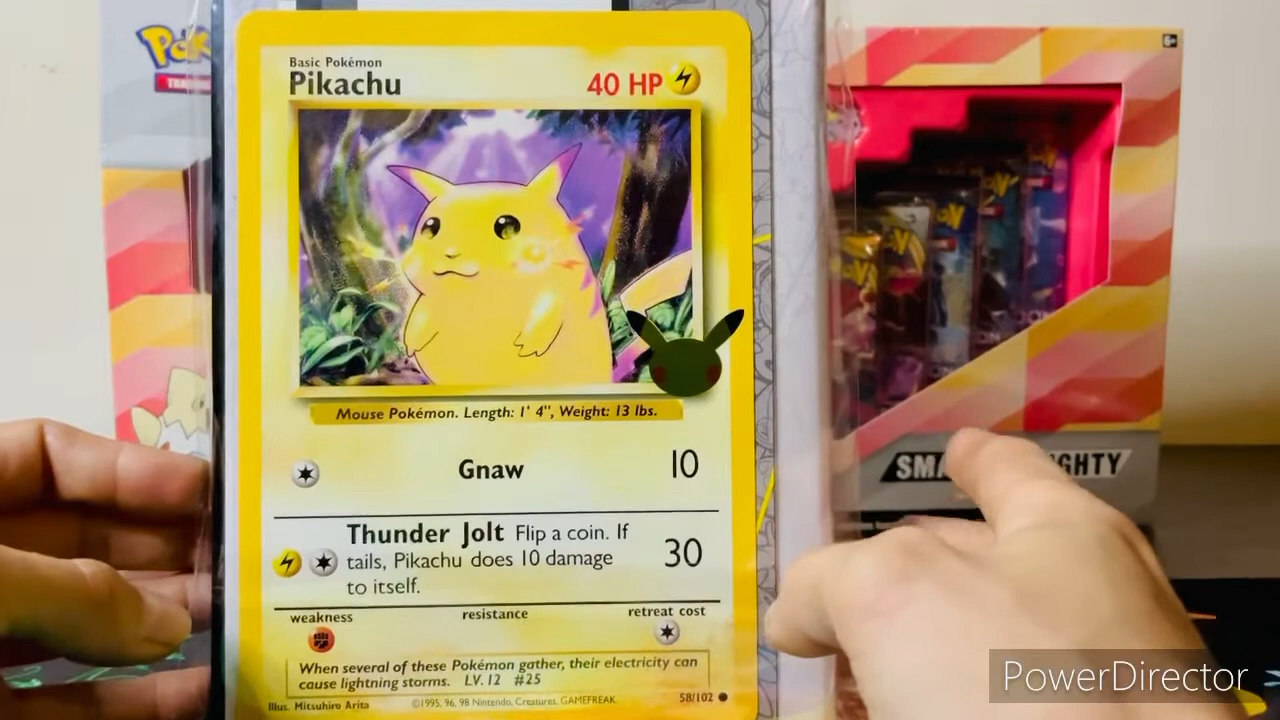 Basic Pokémon
Pikachu
40 HP
Mouse Pokémon. Length: 1' 4", Weight: 13 lbs.
Gnaw 10
Thunder Jolt Flip a coin. If
tails, Pikachu does 10 damage
to itself.
30
weakness resistance retreat cost
When several of these Pokémon gather, their electricity can
cause lightning storms. LV. 12 #25
Illus. Mitsuhiro Arita ©1995, 96, 98 Nintendo, Creatures, GAMEFREAK. 58/102
6+
PowerDirector